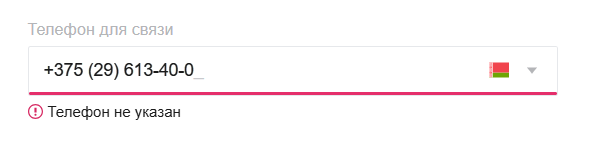 Телефон для связи
+375 (29) 613-40-0_
Телефон не указан